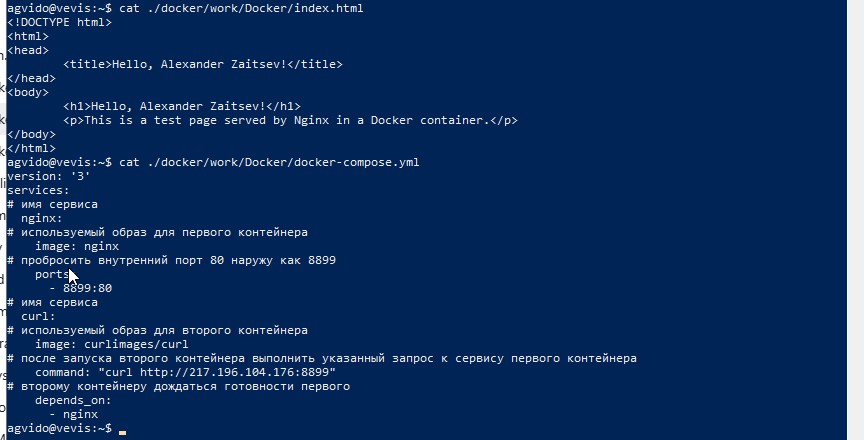 agvido@vevis:~$ cat ./docker/work/Docker/index.html
<!DOCTYPE html>
<html>
<head>
        <title>Hello, Alexander Zaitsev!</title>
</head>
<body>
        <h1>Hello, Alexander Zaitsev!</h1>
        <p>This is a test page served by Nginx in a Docker container.</p>
</body>
</html>
agvido@vevis:~$ cat ./docker/work/Docker/docker-compose.yml
version: '3'
services:
# имя сервиса
  nginx:
# используемый образ для первого контейнера
    image: nginx
# пробросить внутренний порт 80 наружу как 8899
    ports
      - 8899:80
# имя сервиса
  curl:
# используемый образ для второго контейнера
    image: curlimages/curl
# после запуска второго контейнера выполнить указанный запрос к сервису первого контейнера
    command: "curl http://217.196.104.176:8899"
# второму контейнеру дождаться готовности первого
    depends_on:
      - nginx
agvido@vevis:~$